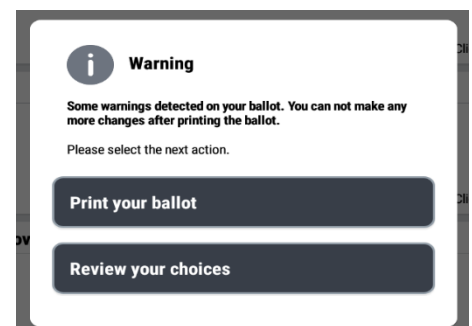 Warning
Some warnings detected on your ballot. You can not make any
more changes after printing the ballot.
Please select the next action.
Print your ballot
Review your choices